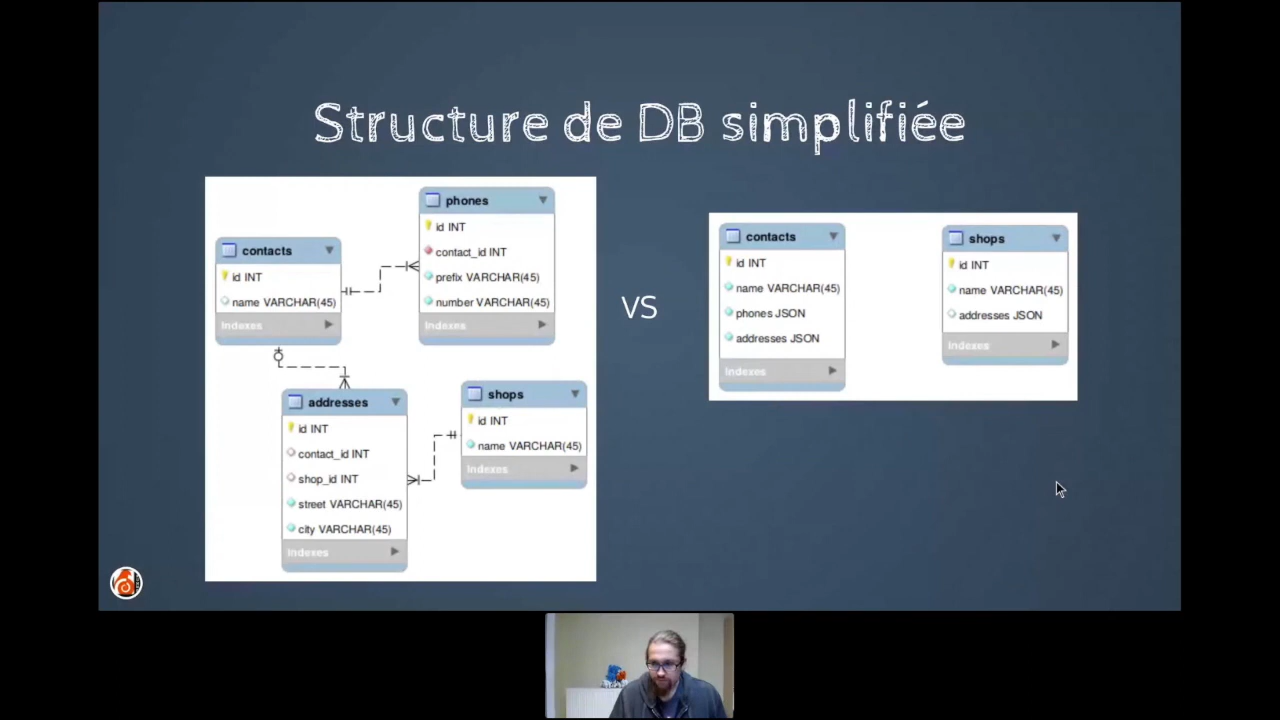 Structure de DB simplifiée
phones
id INT
contact_id INT
prefix VARCHAR(45)
number VARCHAR(45)
Indexes
contacts
id INT
name VARCHAR(45)
Indexes
addresses
id INT
contact_id INT
shop_id INT
street VARCHAR(45)
city VARCHAR(45)
Indexes
shops
id INT
name VARCHAR(45)
Indexes
VS
contacts
id INT
name VARCHAR(45)
phones JSON
addresses JSON
Indexes
shops
id INT
name VARCHAR(45)
addresses JSON
Indexes